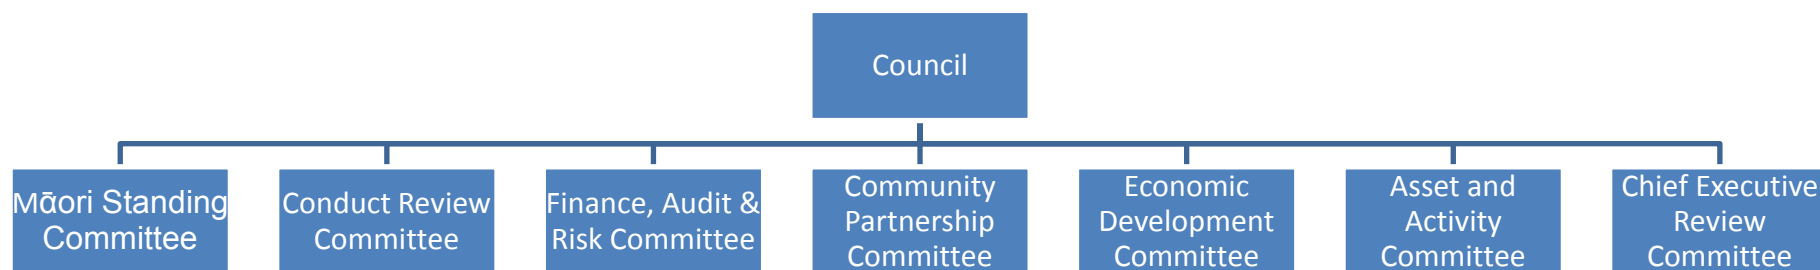 Council
Māori Standing
Committee
Conduct Review
Committee
Finance, Audit &
Risk Committee
Community
Partnership
Committee
Economic
Development
Committee
Asset and
Activity
Committee
Chief Executive
Review
Committee